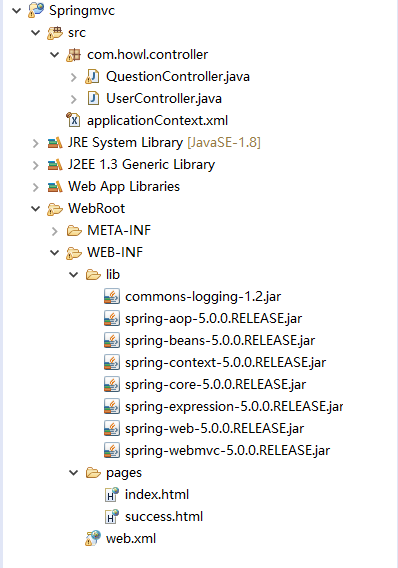 Springmvc
src
com.howl.controller
QuestionController.java
UserController.java
applicationContext.xml
JRE System Library [JavaSE-1.8]
J2EE 1.3 Generic Library
Web App Libraries
WebRoot
META-INF
WEB-INF
lib
commons-logging-1.2.jar
spring-aop-5.0.0.RELEASE.jar
spring-beans-5.0.0.RELEASE.jar
spring-context-5.0.0.RELEASE.jar
spring-core-5.0.0.RELEASE.jar
spring-expression-5.0.0.RELEASE.jar
spring-web-5.0.0.RELEASE.jar
spring-webmvc-5.0.0.RELEASE.jar
pages
index.html
success.html
web.xml